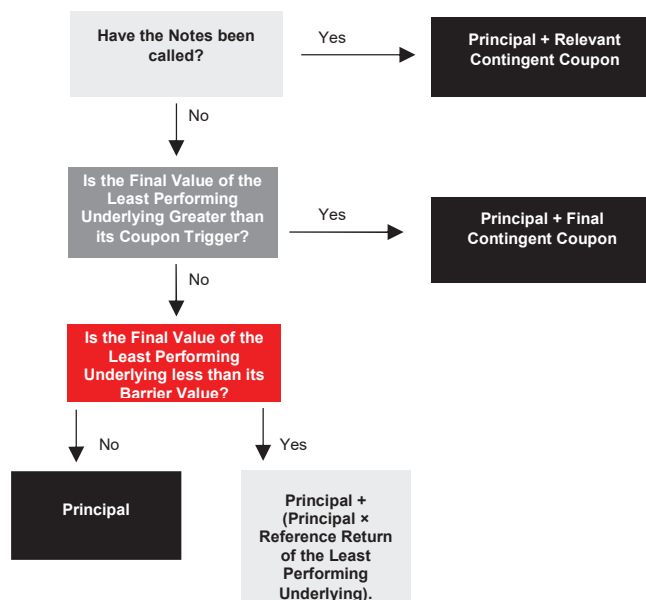 Have the Notes been
called?
Yes
Principal + Relevant
Contingent Coupon
No
Is the Final Value of the
Least Performing
Underlying Greater than
its Coupon Trigger?
Yes
Principal + Final
Contingent Coupon
No
Is the Final Value of the
Least Performing
Underlying less than its
Barrier Value?
No
Yes
Principal
Principal +
(Principal ×
Reference Return
of the Least
Performing
Underlying).